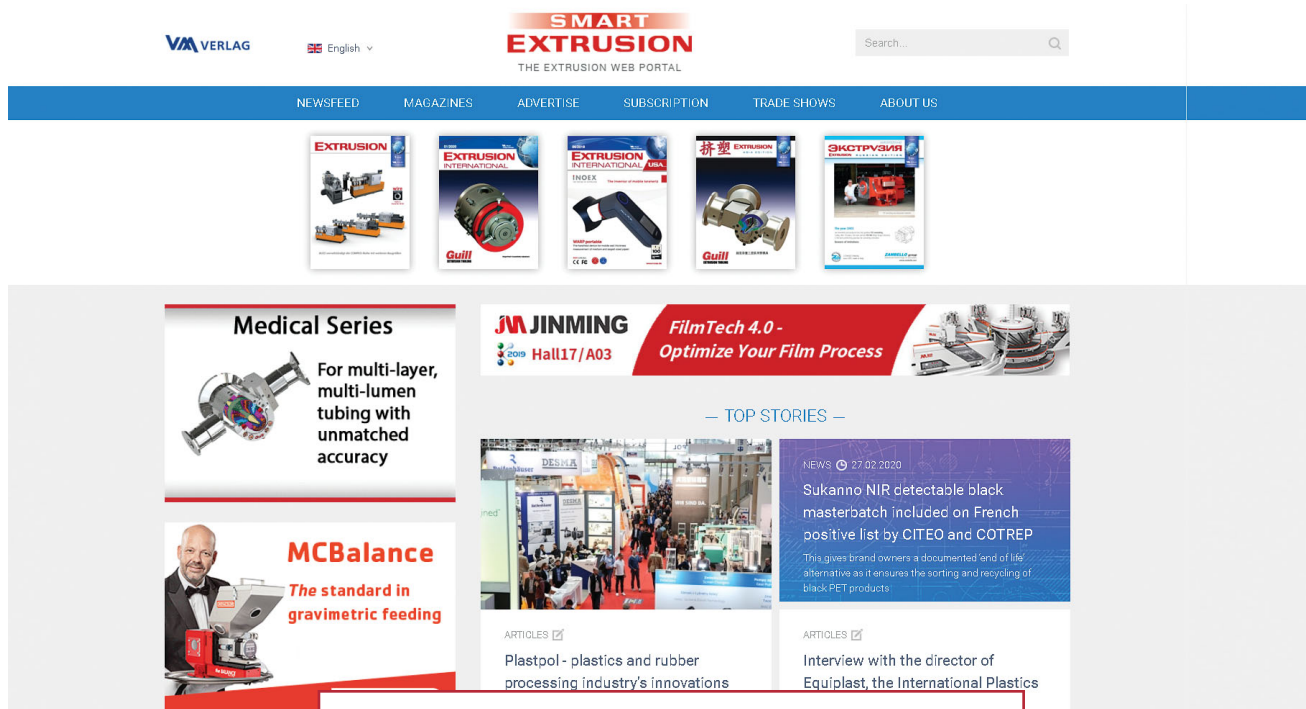 VM VERLAG
English
SMART
EXTRUSION
THE EXTRUSION WEB PORTAL
Search...
NEWSFEED
MAGAZINES
ADVERTISE
SUBSCRIPTION
TRADE SHOWS
ABOUT US
EXTRUSION
EXTRUSION
INTERNATIONAL
Guill
EXTRUSION
INTERNATIONAL USA
INOEX
Guill
挤塑 EXTRUSION
Guill
ЭКСТРУЗИЯ
Medical Series
For multi-layer,
multi-lumen
tubing with
unmatched
accuracy
JM JINMING
2019 Hall17/A03
FilmTech 4.0 -
Optimize Your Film Process
— TOP STORIES —
DESMA
DESMA
NEWS 27.02.2020
Sukanno NIR detectable black
masterbatch included on French
positive list by CITEO and COTREP
This gives brand owners a documented 'end of life'
alternative as it ensures the sorting and recycling of
black PET products
MCBalance
The standard in
gravimetric feeding
ARTICLES
Plastpol - plastics and rubber
processing industry's innovations
ARTICLES
Interview with the director of
Equiplast, the International Plastics